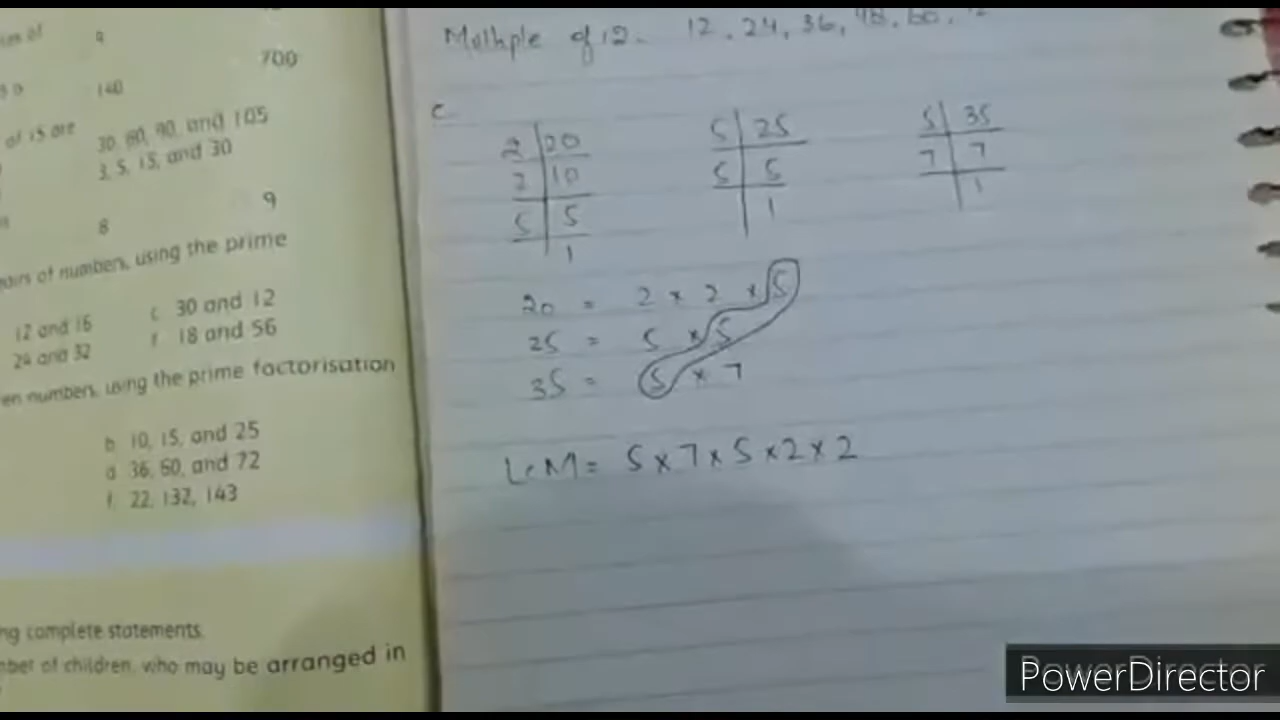 9
700
140
of 15 are
30, 60, 90, and 105
3, 5, 15, and 30
9
8
pairs of numbers, using the prime
12 and 16 c 30 and 12
24 and 32 f 18 and 56
en numbers, using the prime factorisation
b 10, 15, and 25
d 36, 60, and 72
f 22, 132, 143
ng complete statements.
mber of children, who may be arranged in
Multiple of 12 - 12, 24, 36, 48, 60,
c
2 | 20
2 | 10
5 | 5
1
5 | 25
5 | 5
1
5 | 35
7 | 7
1
20 = 2 × 2 × 5
25 = 5 × 5
35 = 5 × 7
LCM = 5 × 7 × 5 × 2 × 2
PowerDirector